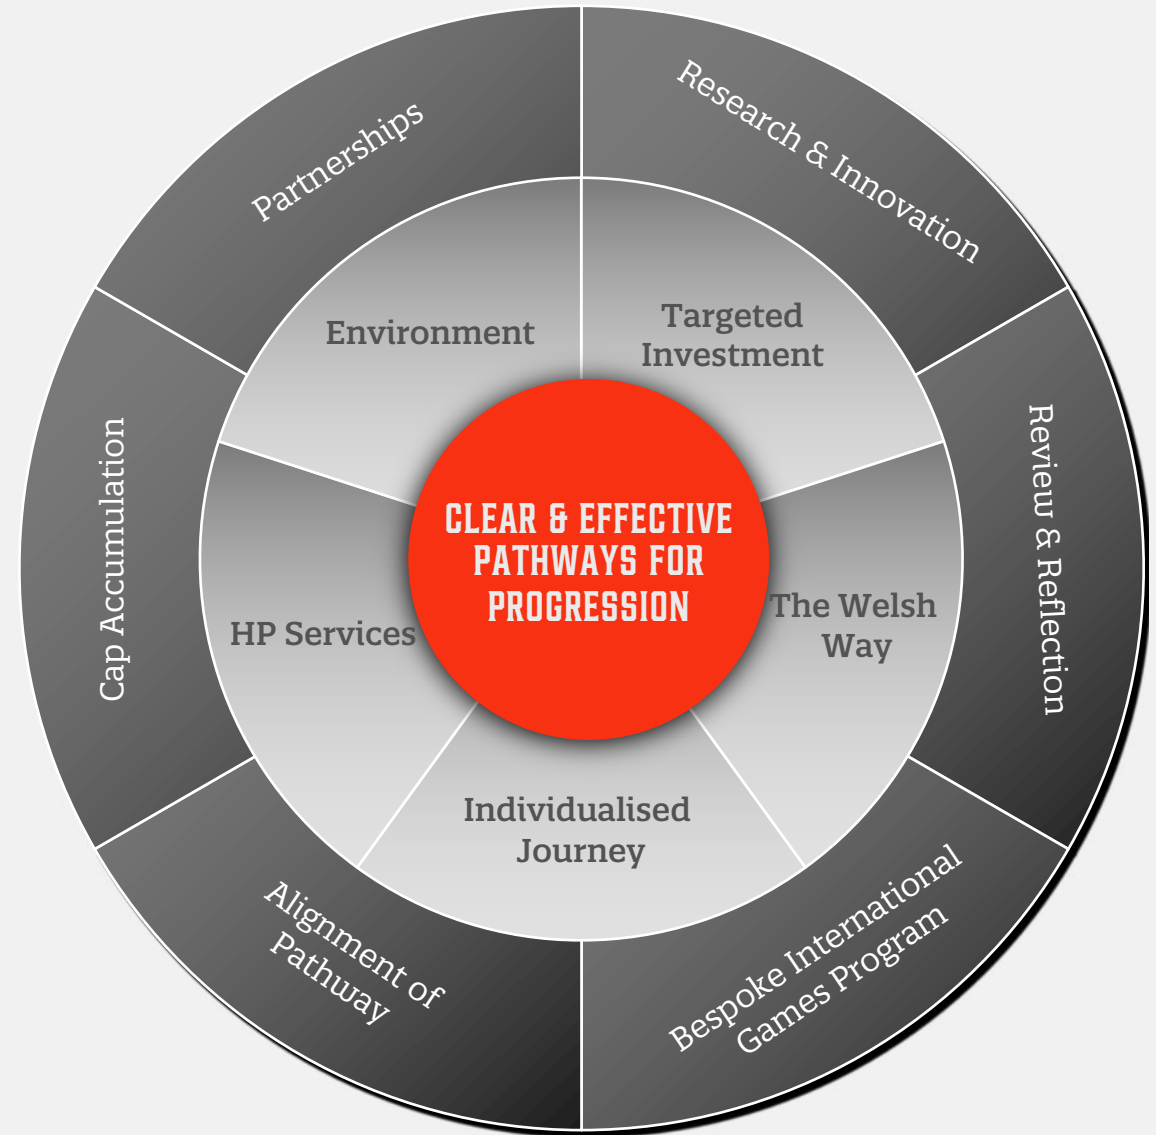 Partnerships
Research & Innovation
Review & Reflection
Bespoke International
Games Program
Alignment of
Pathway
Cap Accumulation
Environment
Targeted
Investment
The Welsh
Way
Individualised
Journey
HP Services
CLEAR & EFFECTIVE
PATHWAYS FOR
PROGRESSION